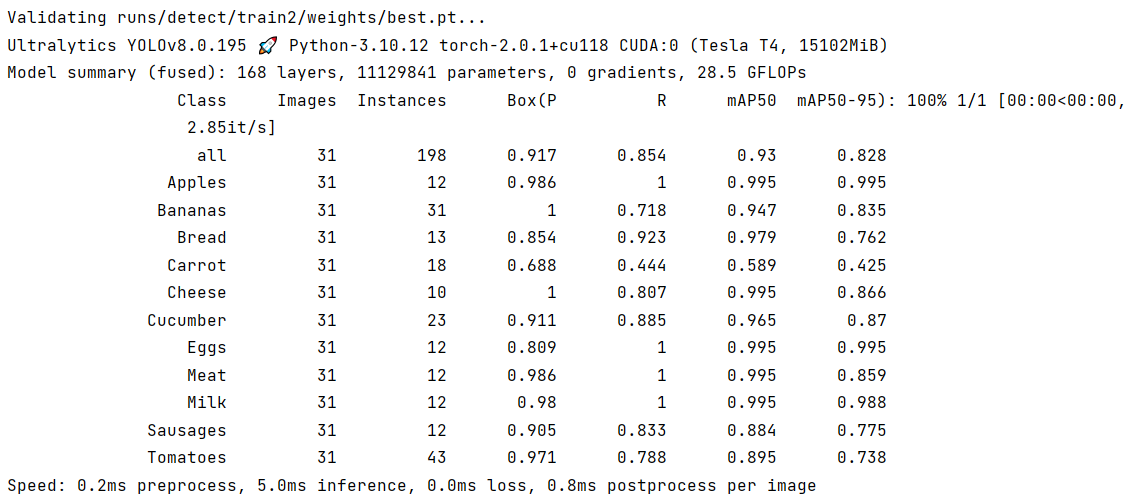 Validating runs/detect/train2/weights/best.pt...
Ultralytics YOLOv8.0.195 🚀 Python-3.10.12 torch-2.0.1+cu118 CUDA:0 (Tesla T4, 15102MiB)
Model summary (fused): 168 layers, 11129841 parameters, 0 gradients, 28.5 GFLOPs
Class Images Instances Box(P R mAP50 mAP50-95): 100% 1/1 [00:00<00:00,
2.85it/s]
all 31 198 0.917 0.854 0.93 0.828
Apples 31 12 0.986 1 0.995 0.995
Bananas 31 31 1 0.718 0.947 0.835
Bread 31 13 0.854 0.923 0.979 0.762
Carrot 31 18 0.688 0.444 0.589 0.425
Cheese 31 10 1 0.807 0.995 0.866
Cucumber 31 23 0.911 0.885 0.965 0.87
Eggs 31 12 0.809 1 0.995 0.995
Meat 31 12 0.986 1 0.995 0.859
Milk 31 12 0.98 1 0.995 0.988
Sausages 31 12 0.905 0.833 0.884 0.775
Tomatoes 31 43 0.971 0.788 0.895 0.738
Speed: 0.2ms preprocess, 5.0ms inference, 0.0ms loss, 0.8ms postprocess per image